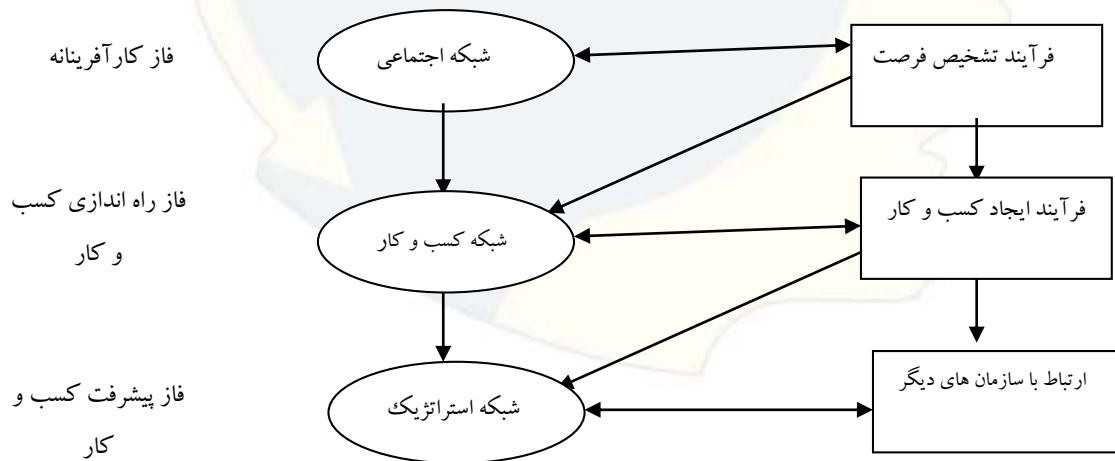 فرآیند تشخیص فرصت
شبکه اجتماعی
فاز کارآفرینانه
فرآیند ایجاد کسب و کار
شبکه کسب و کار
فاز راه اندازی کسب
و کار
ارتباط با سازمان های دیگر
شبکه استراتژیک
فاز پیشرفت کسب و
کار